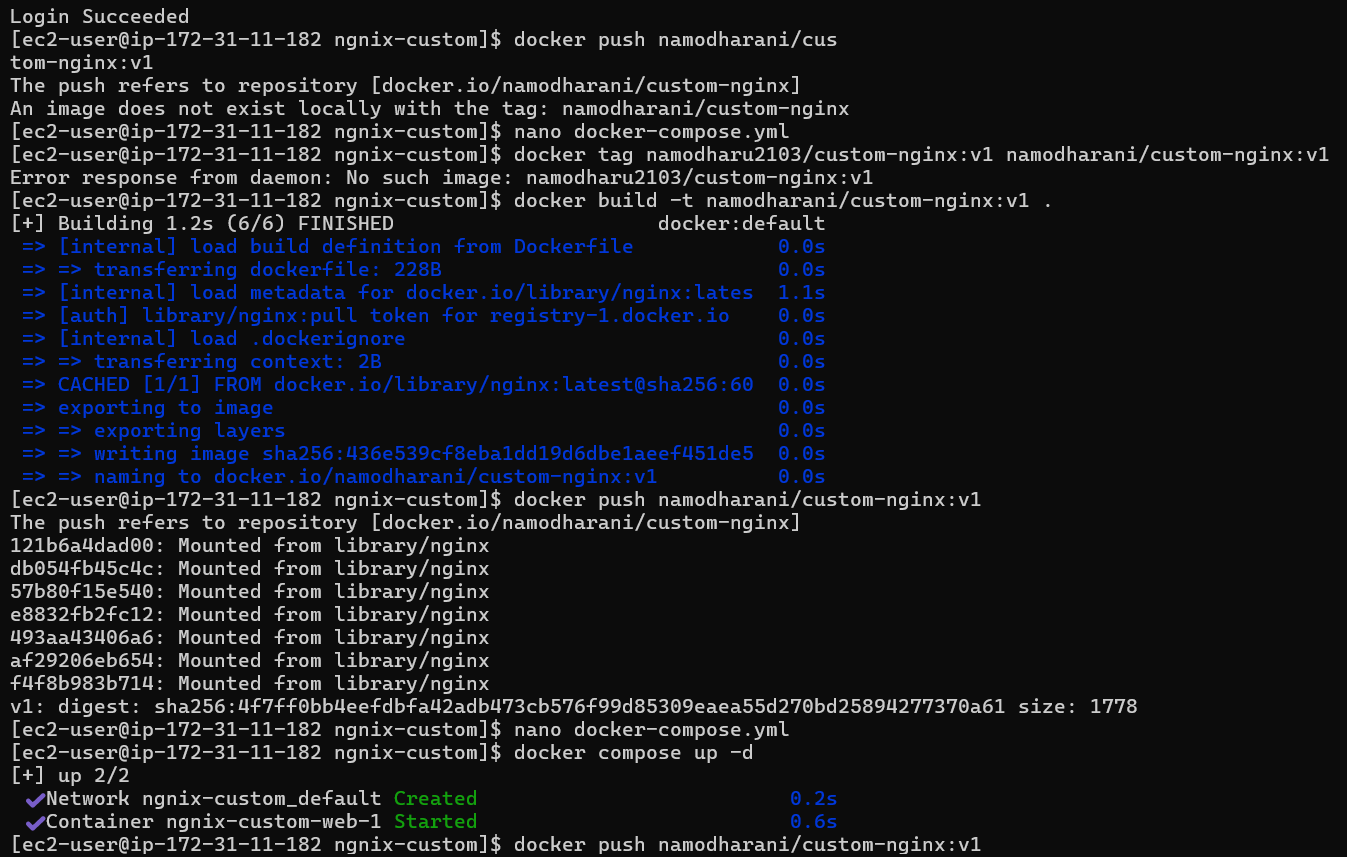 Login Succeeded
[ec2-user@ip-172-31-11-182 ngnix-custom]$ docker push namodharani/cus
tom-nginx:v1
The push refers to repository [docker.io/namodharani/custom-nginx]
An image does not exist locally with the tag: namodharani/custom-nginx
[ec2-user@ip-172-31-11-182 ngnix-custom]$ nano docker-compose.yml
[ec2-user@ip-172-31-11-182 ngnix-custom]$ docker tag namodharu2103/custom-nginx:v1 namodharani/custom-nginx:v1
Error response from daemon: No such image: namodharu2103/custom-nginx:v1
[ec2-user@ip-172-31-11-182 ngnix-custom]$ docker build -t namodharani/custom-nginx:v1 .
[+] Building 1.2s (6/6) FINISHED docker:default
=> [internal] load build definition from Dockerfile 0.0s
=> => transferring dockerfile: 228B 0.0s
=> [internal] load metadata for docker.io/library/nginx:lates 1.1s
=> [auth] library/nginx:pull token for registry-1.docker.io 0.0s
=> [internal] load .dockerignore 0.0s
=> => transferring context: 2B 0.0s
=> CACHED [1/1] FROM docker.io/library/nginx:latest@sha256:60 0.0s
=> exporting to image 0.0s
=> => exporting layers 0.0s
=> => writing image sha256:436e539cf8eba1dd19d6dbe1aeef451de5 0.0s
=> => naming to docker.io/namodharani/custom-nginx:v1 0.0s
[ec2-user@ip-172-31-11-182 ngnix-custom]$ docker push namodharani/custom-nginx:v1
The push refers to repository [docker.io/namodharani/custom-nginx]
121b6a4dad00: Mounted from library/nginx
db054fb45c4c: Mounted from library/nginx
57b80f15e540: Mounted from library/nginx
e8832fb2fc12: Mounted from library/nginx
493aa43406a6: Mounted from library/nginx
af29206eb654: Mounted from library/nginx
f4f8b983b714: Mounted from library/nginx
v1: digest: sha256:4f7ff0bb4eefdbfa42adb473cb576f99d85309eaea55d270bd25894277370a61 size: 1778
[ec2-user@ip-172-31-11-182 ngnix-custom]$ nano docker-compose.yml
[ec2-user@ip-172-31-11-182 ngnix-custom]$ docker compose up -d
[+] up 2/2
✔Network ngnix-custom_default Created 0.2s
✔Container ngnix-custom-web-1 Started 0.6s
[ec2-user@ip-172-31-11-182 ngnix-custom]$ docker push namodharani/custom-nginx:v1